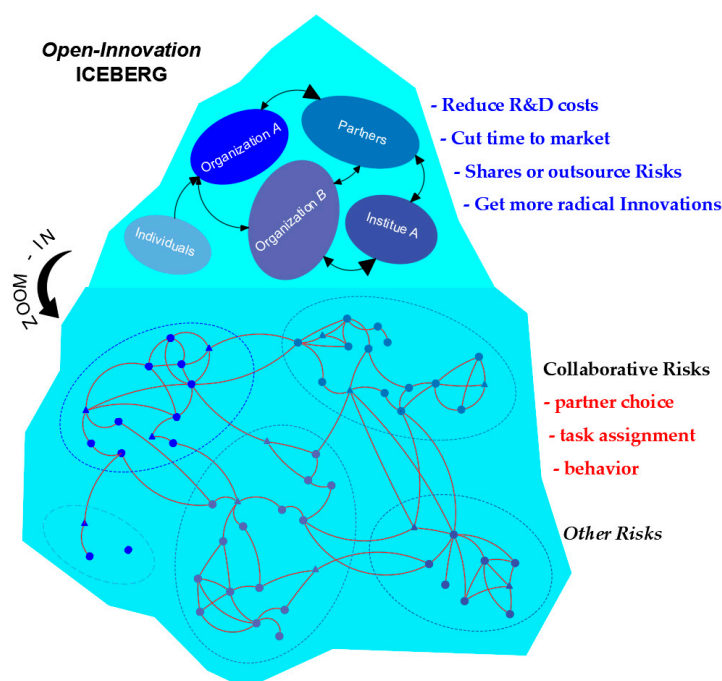 Open-Innovation
ICEBERG
Organization A
Partners
Organization B
Institue A
Individuals
- Reduce R&D costs
- Cut time to market
- Shares or outsource Risks
- Get more radical Innovations
ZOOM - IN
Collaborative Risks
- partner choice
- task assignment
- behavior
Other Risks